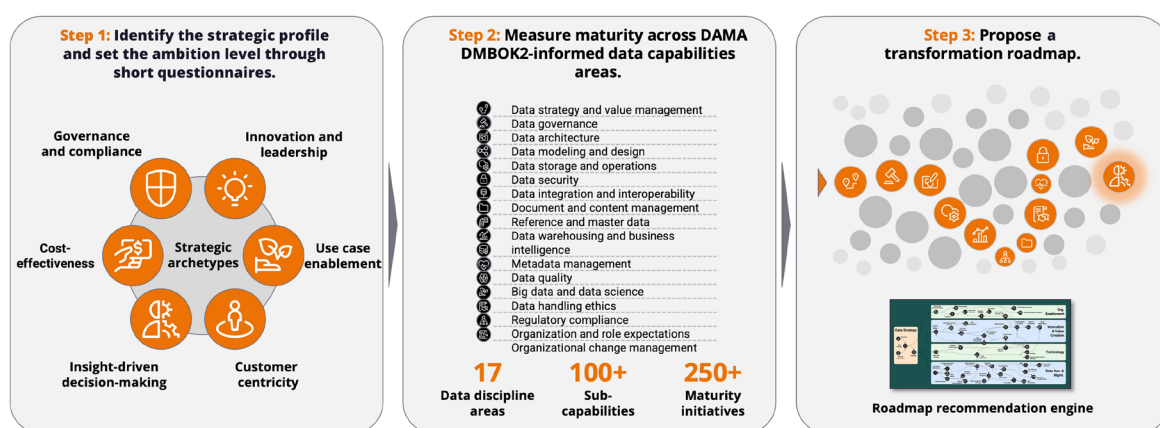 Step 1: Identify the strategic profile
and set the ambition level through
short questionnaires.
Governance
and compliance
Innovation and
leadership
Cost-
effectiveness
Strategic
archetypes
Use case
enablement
Insight-driven
decision-making
Customer
centricity
Step 2: Measure maturity across DAMA
DMBOK2-informed data capabilities
areas.
Data strategy and value management
Data governance
Data architecture
Data modeling and design
Data storage and operations
Data security
Data integration and interoperability
Document and content management
Reference and master data
Data warehousing and business
intelligence
Metadata management
Data quality
Big data and data science
Data handling ethics
Regulatory compliance
Organization and role expectations
Organizational change management
17
Data discipline
areas
100+
Sub-
capabilities
250+
Maturity
initiatives
Step 3: Propose a
transformation roadmap.
Data Strategy
Org.
Enablement
Innovation
& Value
Creation
Technology
Roadmap recommendation engine